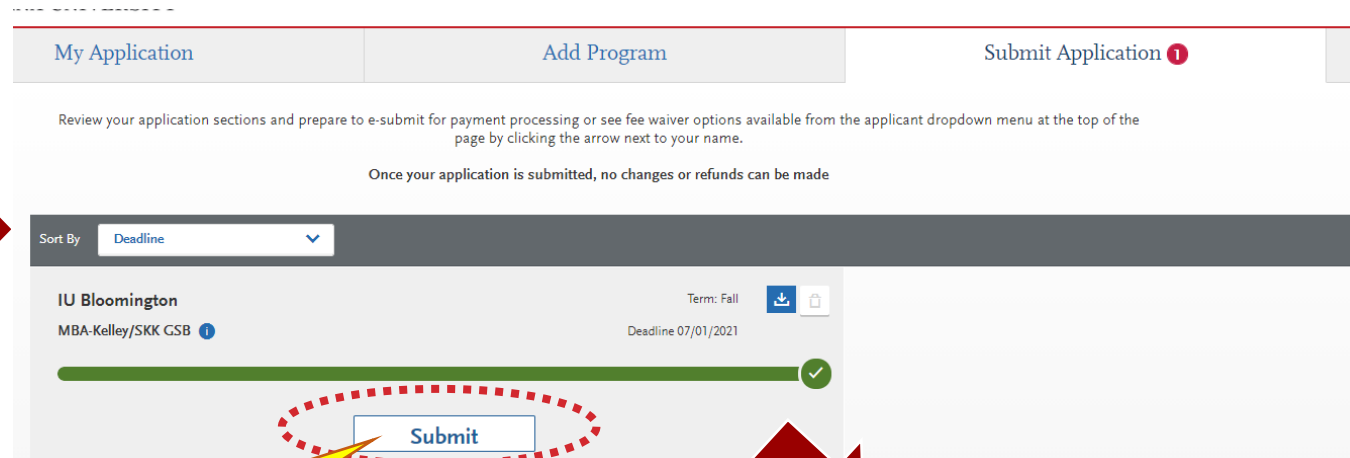 My Application
Add Program
Submit Application 1
Review your application sections and prepare to e-submit for payment processing or see fee waiver options available from the applicant dropdown menu at the top of the
page by clicking the arrow next to your name.
Once your application is submitted, no changes or refunds can be made
Sort By Deadline
IU Bloomington
Term: Fall
MBA-Kelley/SKK GSB i
Deadline 07/01/2021
Submit